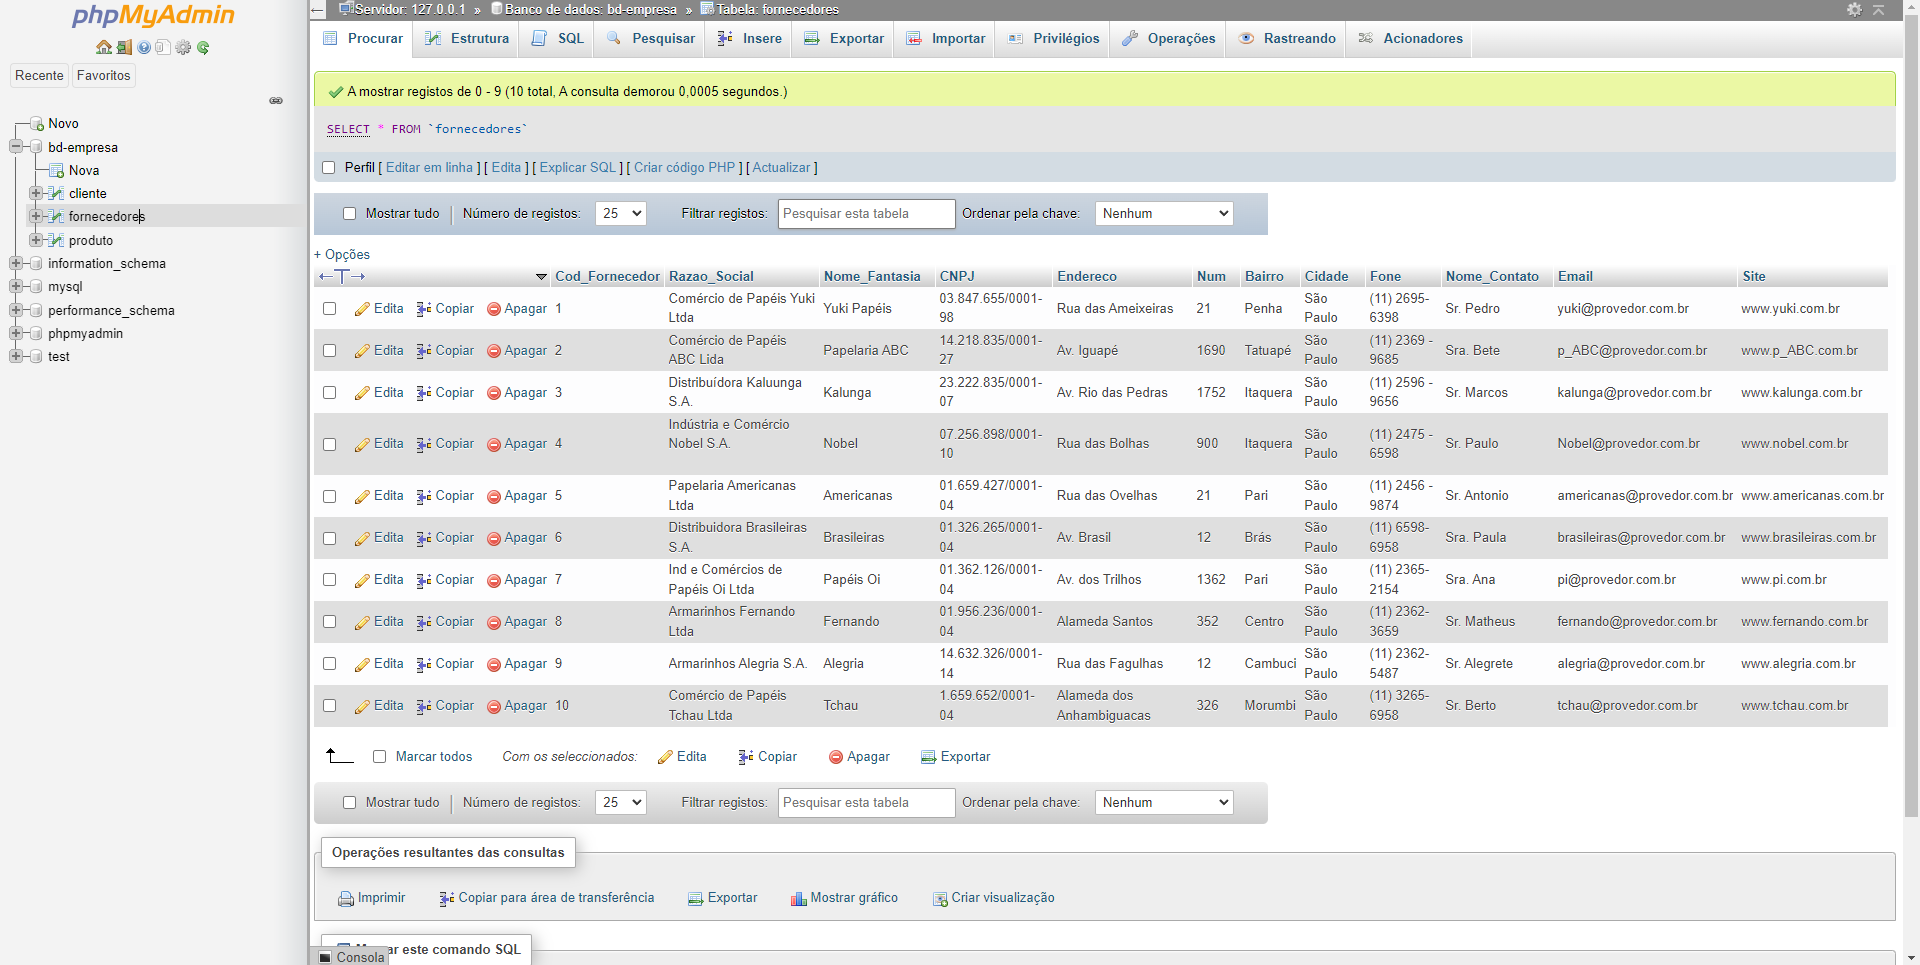 phpMyAdmin
Recente Favoritos
Novo
bd-empresa
Nova
cliente
fornecedores
produto
information_schema
mysql
performance_schema
phpmyadmin
test
Servidor: 127.0.0.1 » Banco de dados: bd-empresa » Tabela: fornecedores
Procurar Estrutura SQL Pesquisar Insere Exportar Importar Privilégios Operações Rastreando Acionadores
A mostrar registos de 0 - 9 (10 total, A consulta demorou 0,0005 segundos.)
SELECT * FROM `fornecedores`
Perfil [ Editar em linha ] [ Edita ] [ Explicar SQL ] [ Criar código PHP ] [ Actualizar ]
Mostrar tudo Número de registos: 25 Filtrar registos: Pesquisar esta tabela Ordenar pela chave: Nenhum
+ Opções
←T→ Cod_Fornecedor Razao_Social Nome_Fantasia CNPJ Endereco Num Bairro Cidade Fone Nome_Contato Email Site
Edita Copiar Apagar 1 Comércio de Papéis Yuki Ltda Yuki Papéis 03.847.655/0001-98 Rua das Ameixeiras 21 Penha São Paulo (11) 2695-6398 Sr. Pedro yuki@provedor.com.br www.yuki.com.br
Edita Copiar Apagar 2 Comércio de Papéis ABC Lida Papelaria ABC 14.218.835/0001-27 Av. Iguapé 1690 Tatuapé São Paulo (11) 2369 -9685 Sra. Bete p_ABC@provedor.com.br www.p_ABC.com.br
Edita Copiar Apagar 3 Distribuídora Kaluunga S.A. Kalunga 23.222.835/0001-07 Av. Rio das Pedras 1752 Itaquera São Paulo (11) 2596 -9656 Sr. Marcos kalunga@provedor.com.br www.kalunga.com.br
Edita Copiar Apagar 4 Indústria e Comércio Nobel S.A. Nobel 07.256.898/0001-10 Rua das Bolhas 900 Itaquera São Paulo (11) 2475 -6598 Sr. Paulo Nobel@provedor.com.br www.nobel.com.br
Edita Copiar Apagar 5 Papelaria Americanas Ltda Americanas 01.659.427/0001-04 Rua das Ovelhas 21 Pari São Paulo (11) 2456 -9874 Sr. Antonio americanas@provedor.com.br www.americanas.com.br
Edita Copiar Apagar 6 Distribuidora Brasileiras S.A. Brasileiras 01.326.265/0001-04 Av. Brasil 12 Brás São Paulo (11) 6598-6958 Sra. Paula brasileiras@provedor.com.br www.brasileiras.com.br
Edita Copiar Apagar 7 Ind e Comércios de Papéis Oi Ltda Papéis Oi 01.362.126/0001-04 Av. dos Trilhos 1362 Pari São Paulo (11) 2365-2154 Sra. Ana pi@provedor.com.br www.pi.com.br
Edita Copiar Apagar 8 Armarinhos Fernando Ltda Fernando 01.956.236/0001-04 Alameda Santos 352 Centro São Paulo (11) 2362-3659 Sr. Matheus fernando@provedor.com.br www.fernando.com.br
Edita Copiar Apagar 9 Armarinhos Alegria S.A. Alegria 14.632.326/0001-14 Rua das Fagulhas 12 Cambuci São Paulo (11) 2362-5487 Sr. Alegrete alegria@provedor.com.br www.alegria.com.br
Edita Copiar Apagar 10 Comércio de Papéis Tchau Ltda Tchau 1.659.652/0001-04 Alameda dos Anhambiguacas 326 Morumbi São Paulo (11) 3265-6958 Sr. Berto tchau@provedor.com.br www.tchau.com.br
Marcar todos Com os seleccionados: Edita Copiar Apagar Exportar
Mostrar tudo Número de registos: 25 Filtrar registos: Pesquisar esta tabela Ordenar pela chave: Nenhum
Operações resultantes das consultas
Imprimir Copiar para área de transferência Exportar Mostrar gráfico Criar visualização
este comando SQL
Consola